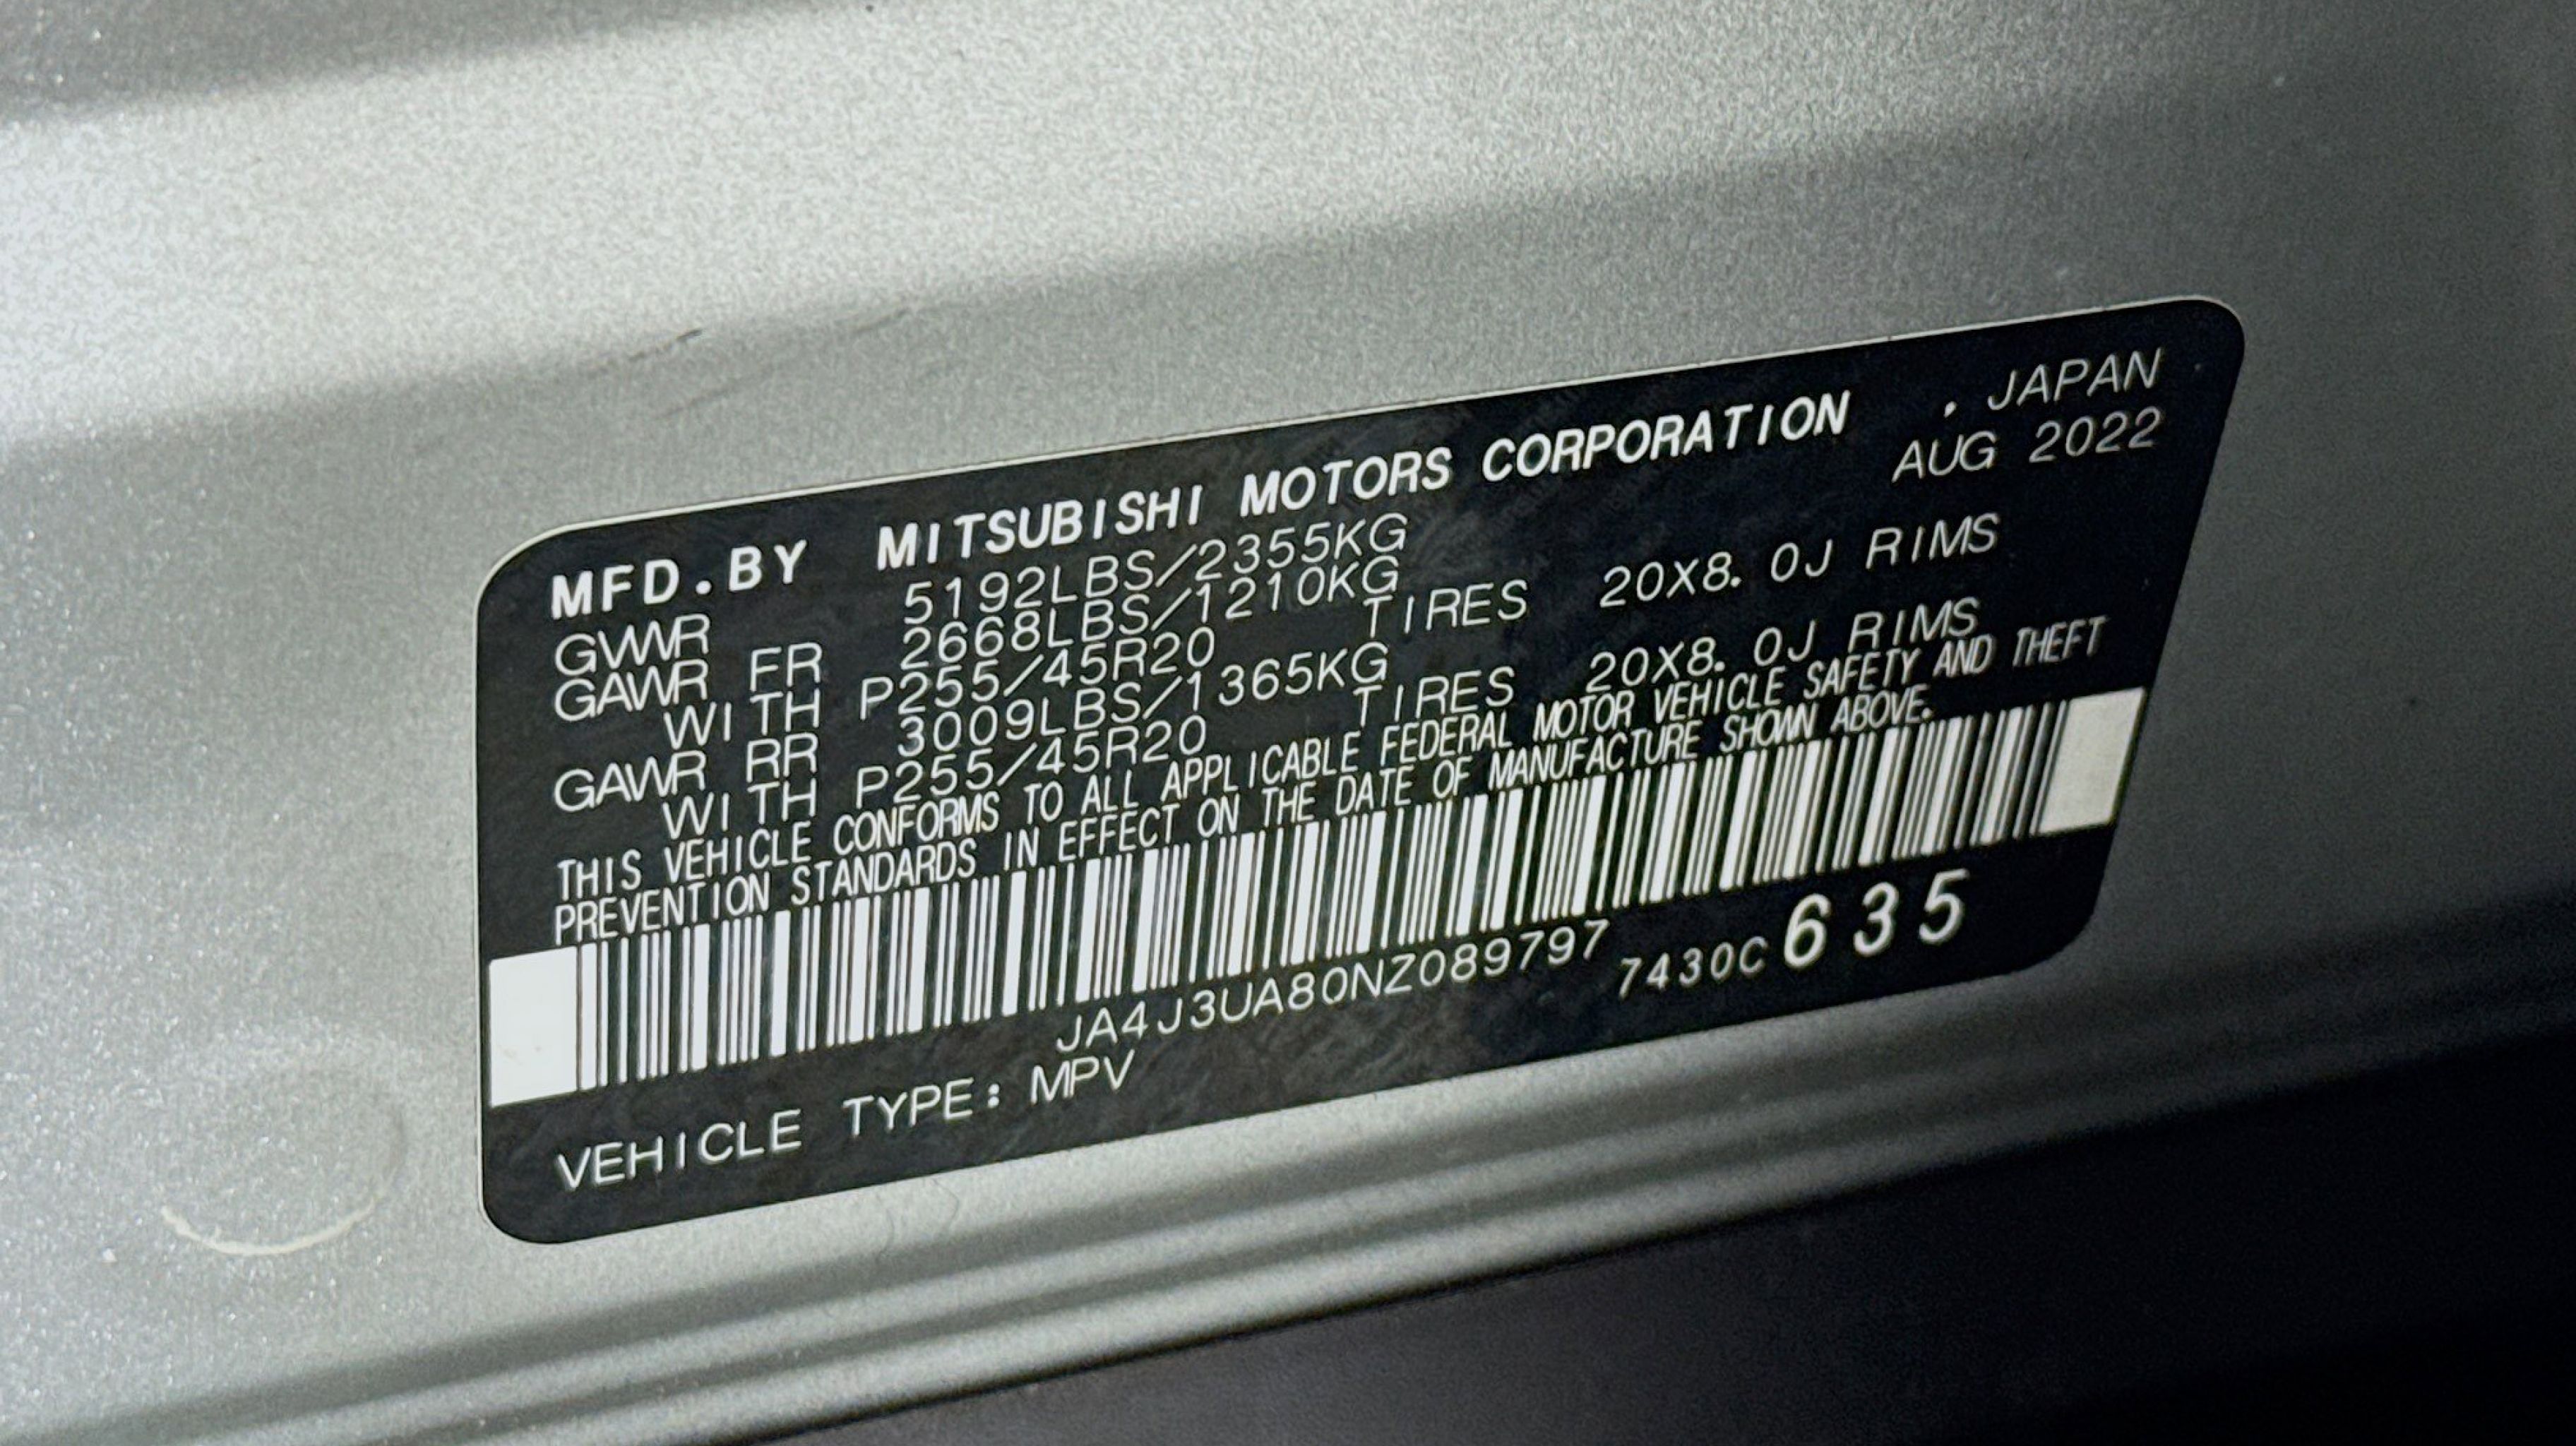 MFD.BY MITSUBISHI MOTORS CORPORATION . JAPAN
AUG 2022
GVWR 5192LBS/2355KG
GAWR FR 2668LBS/1210KG
WITH P255/45R20 TIRES 20X8.0J RIMS
GAWR RR 3009LBS/1365KG
WITH P255/45R20 TIRES 20X8.0J RIMS
THIS VEHICLE CONFORMS TO ALL APPLICABLE FEDERAL MOTOR VEHICLE SAFETY AND THEFT
PREVENTION STANDARDS IN EFFECT ON THE DATE OF MANUFACTURE SHOWN ABOVE.
JA4J3UA80NZ089797 7430C 635
VEHICLE TYPE: MPV